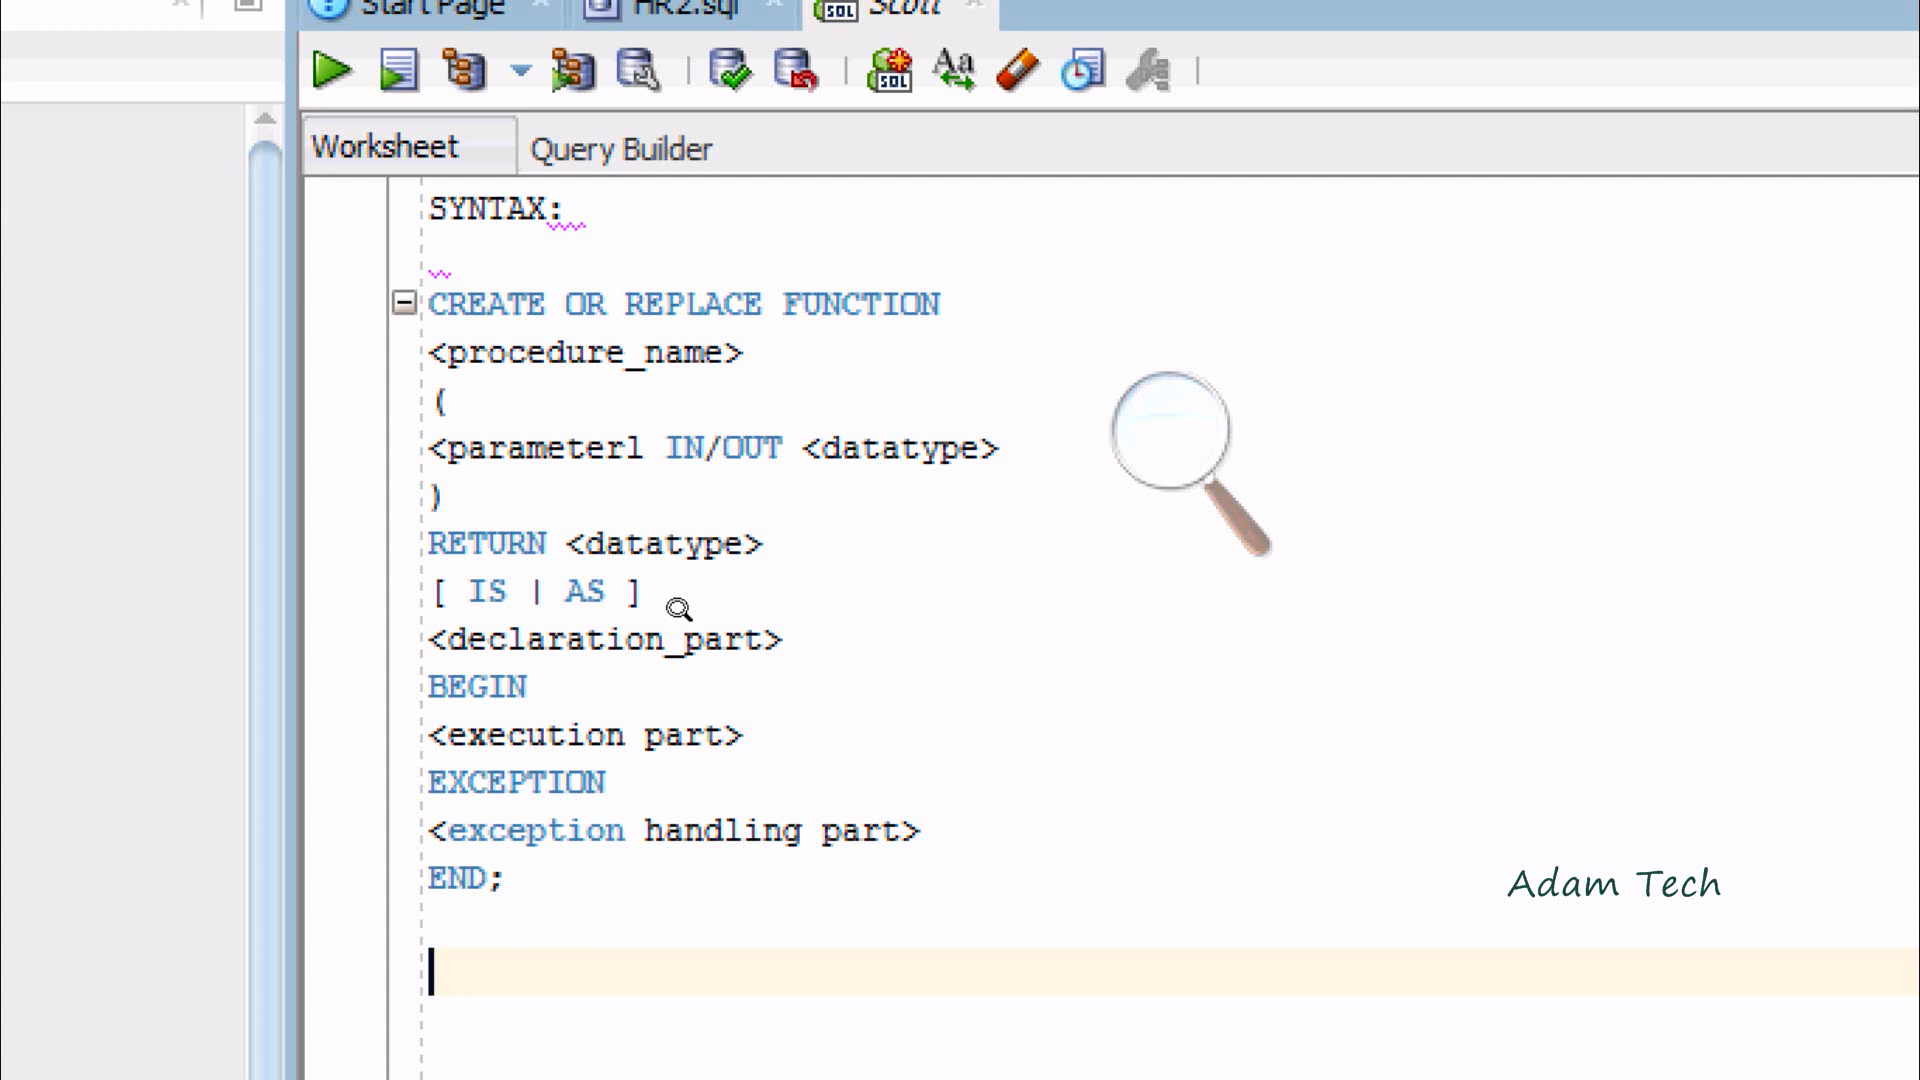 Start Page HR2.sql Scott
Worksheet Query Builder
SYNTAX:
CREATE OR REPLACE FUNCTION
<procedure_name>
(
<parameter1 IN/OUT <datatype>
)
RETURN <datatype>
[ IS | AS ]
<declaration_part>
BEGIN
<execution part>
EXCEPTION
<exception handling part>
END;
Adam Tech